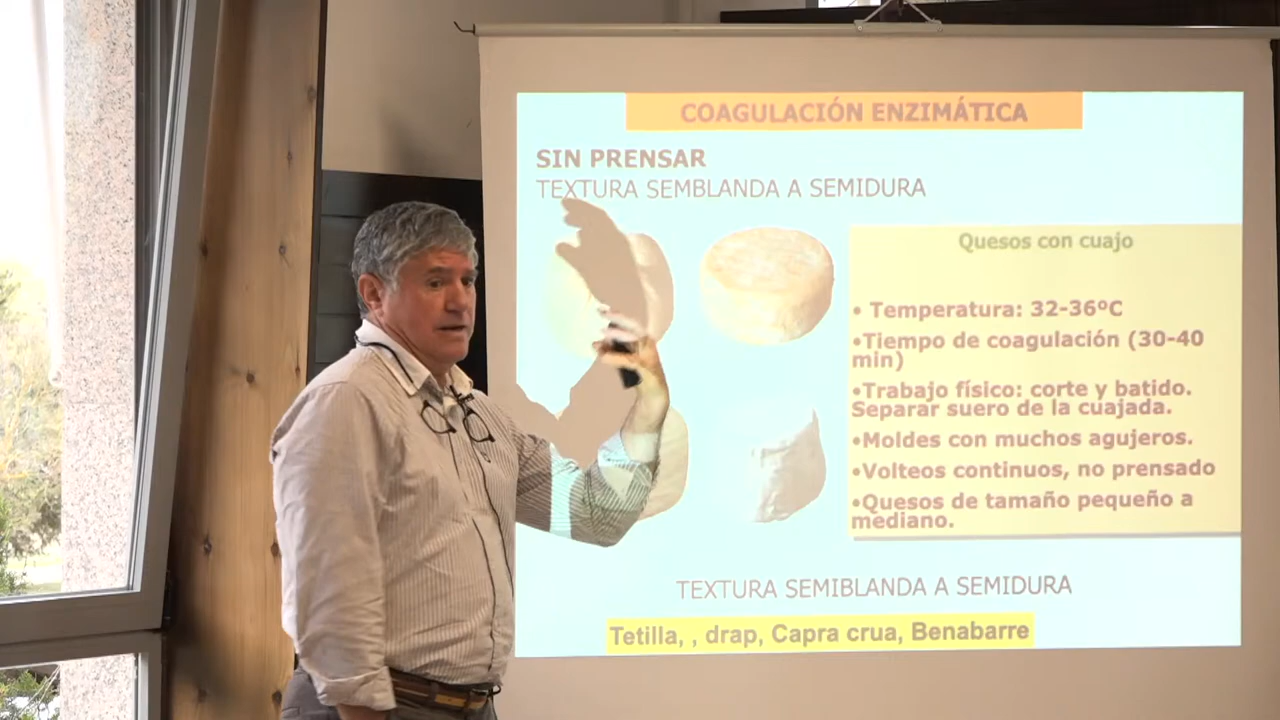 COAGULACIÓN ENZIMÁTICA
SIN PRENSAR
TEXTURA SEMBLANDA A SEMIDURA
Quesos con cuajo
• Temperatura: 32-36ºC
•Tiempo de coagulación (30-40
min)
•Trabajo físico: corte y batido.
Separar suero de la cuajada.
•Moldes con muchos agujeros.
•Volteos continuos, no prensado
•Quesos de tamaño pequeño a
mediano.
TEXTURA SEMIBLANDA A SEMIDURA
Tetilla, , drap, Capra crua, Benabarre